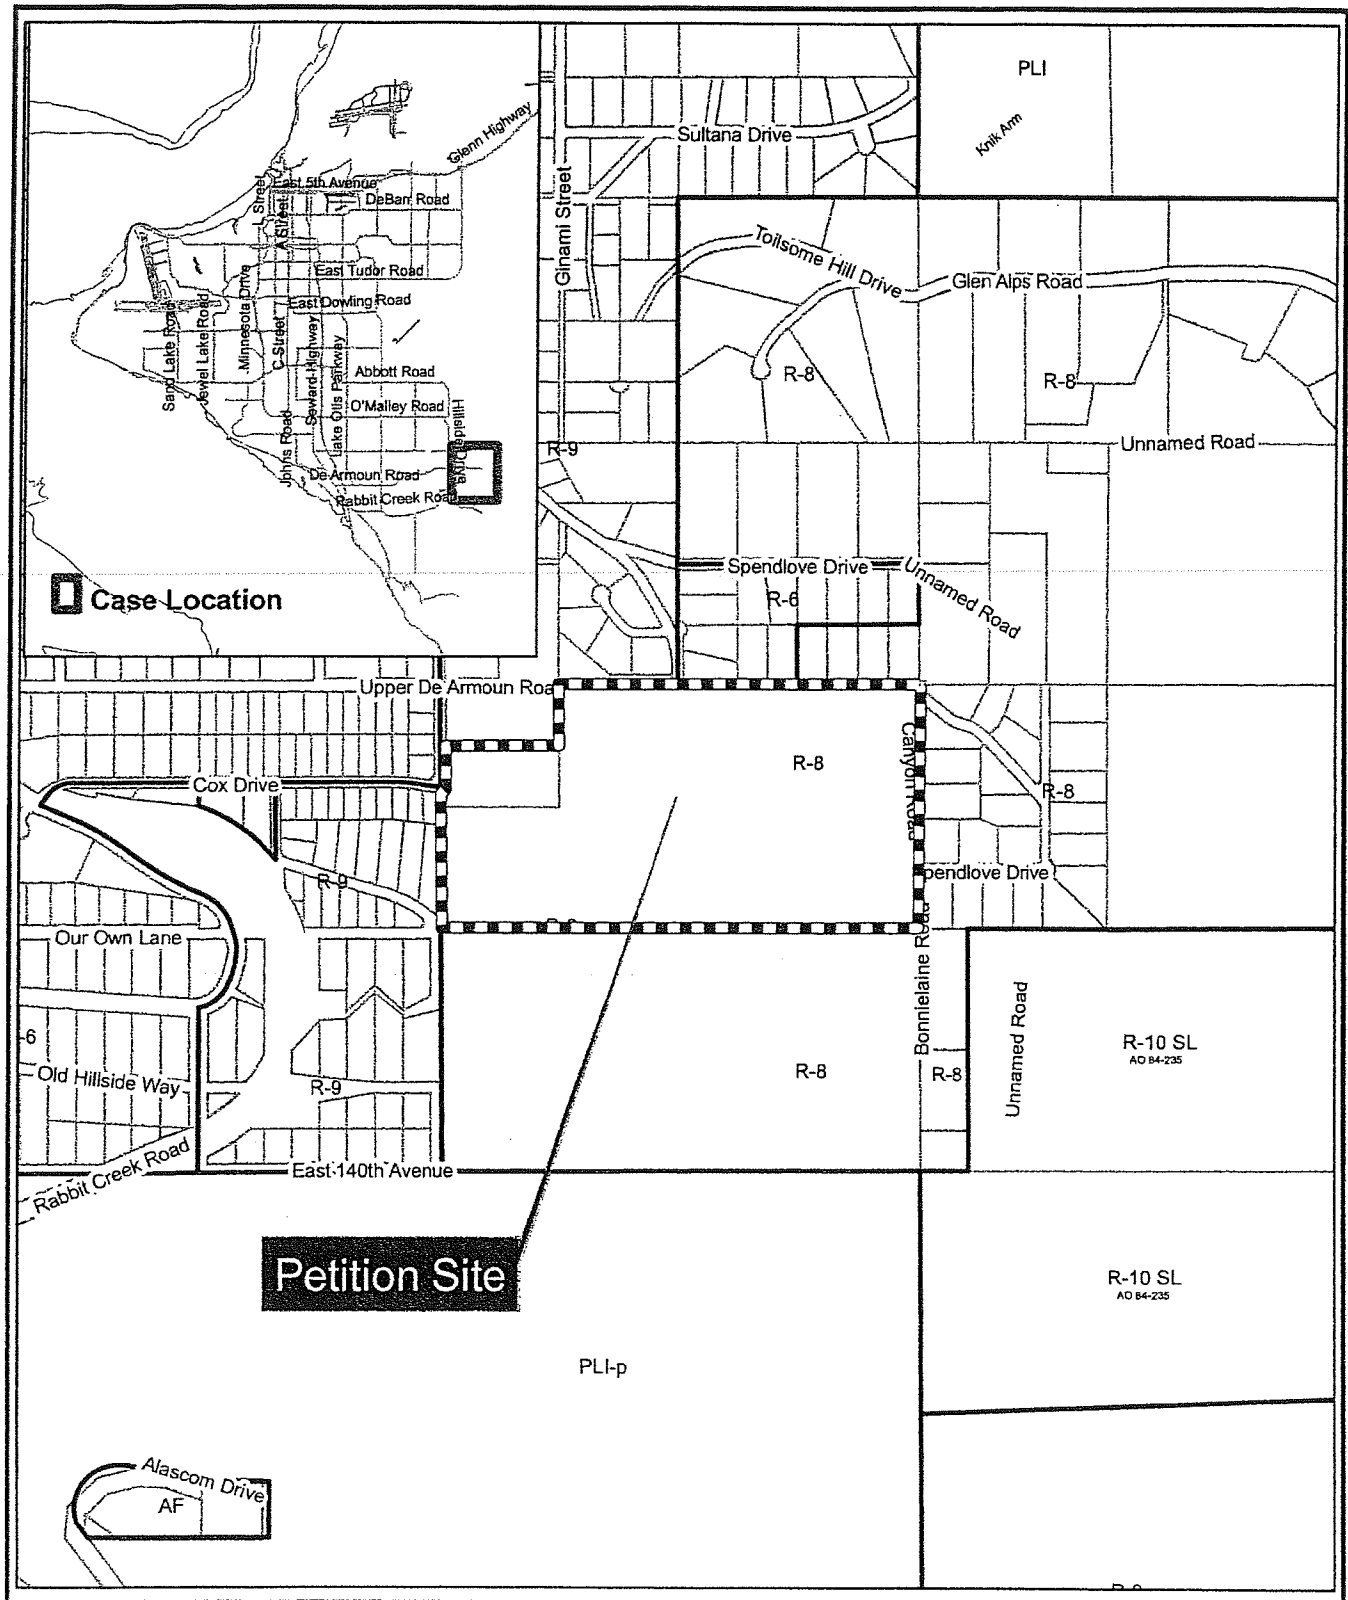 PLI
Knik Arm
Sultana Drive
Glenn Highway
East 5th Avenue
DeBarr Road
L Street
A Street
Ginami Street
Toilsome Hill Drive
Glen Alps Road
East Tudor Road
East Dowling Road
Sand Lake Road
Jewel Lake Road
Minnesota Drive
C Street
Seward Highway
Lake Otis Parkway
Abbott Road
O'Malley Road
Hillside Drive
Johns Road
De Armoun Road
Rabbit Creek Road
R-8
R-8
R-9
Unnamed Road
Spendlove Drive
Unnamed Road
R-6
Case Location
Upper De Armoun Roa
Cox Drive
R-8
Canyon Road
R-8
R-9
pendlove Drive
Our Own Lane
Bonnielaine Road
Unnamed Road
R-10 SL
AO 84-235
-6
Old Hillside Way
R-9
R-8
R-8
Rabbit Creek Road
East 140th Avenue
Petition Site
R-10 SL
AO 84-235
PLI-p
Alascom Drive
AF